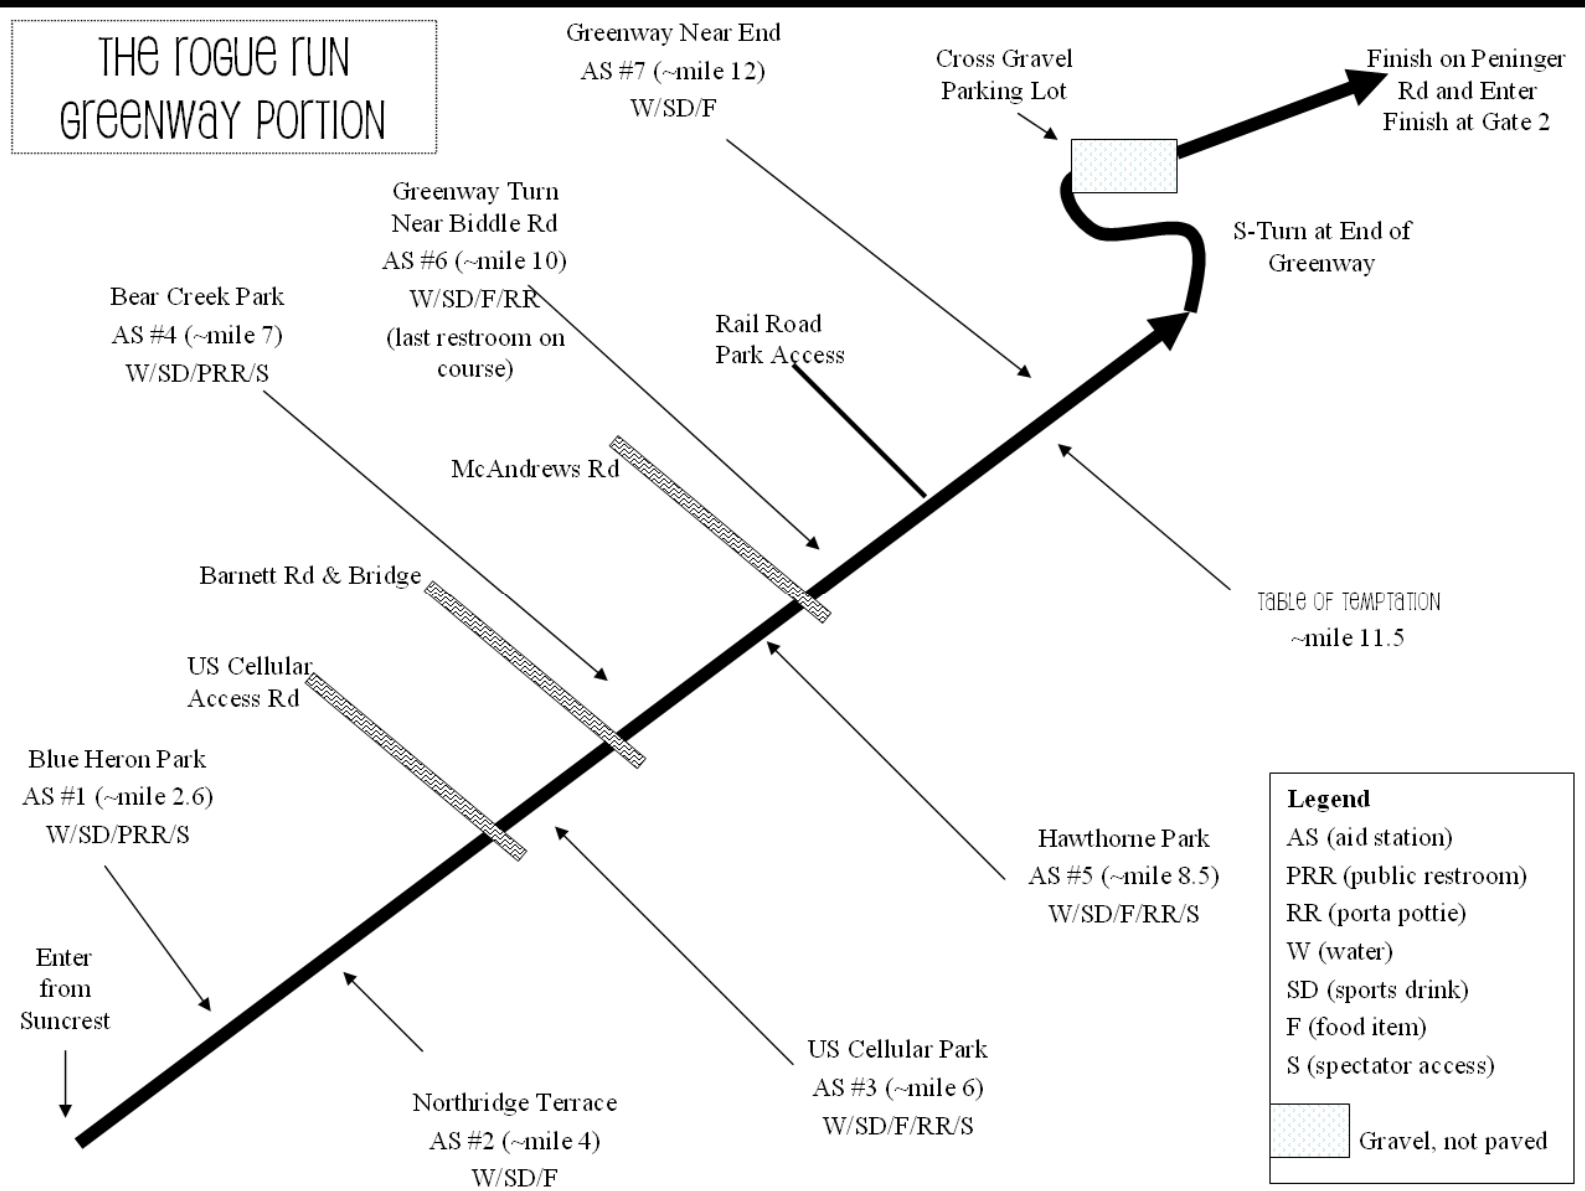 THE ROGUE RUN
GREENWAY PORTION
Greenway Near End
AS #7 (~mile 12)
W/SD/F
Cross Gravel
Parking Lot
Finish on Peninger
Rd and Enter
Finish at Gate 2
Greenway Turn
Near Biddle Rd
AS #6 (~mile 10)
W/SD/F/RR
(last restroom on
course)
S-Turn at End of
Greenway
Bear Creek Park
AS #4 (~mile 7)
W/SD/PRR/S
Rail Road
Park Access
McAndrews Rd
Barnett Rd & Bridge
TABLE OF TEMPTATION
~mile 11.5
US Cellular
Access Rd
Blue Heron Park
AS #1 (~mile 2.6)
W/SD/PRR/S
Hawthorne Park
AS #5 (~mile 8.5)
W/SD/F/RR/S
Enter
from
Suncrest
US Cellular Park
AS #3 (~mile 6)
W/SD/F/RR/S
Northridge Terrace
AS #2 (~mile 4)
W/SD/F
Legend
AS (aid station)
PRR (public restroom)
RR (porta pottie)
W (water)
SD (sports drink)
F (food item)
S (spectator access)
Gravel, not paved